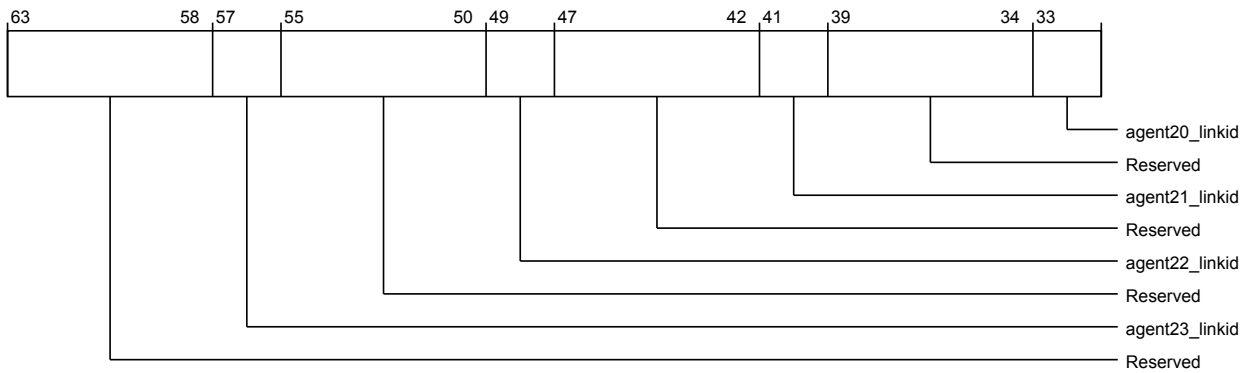 63 58 57 55 50 49 47 42 41 39 34 33
agent20_linkid
Reserved
agent21_linkid
Reserved
agent22_linkid
Reserved
agent23_linkid
Reserved